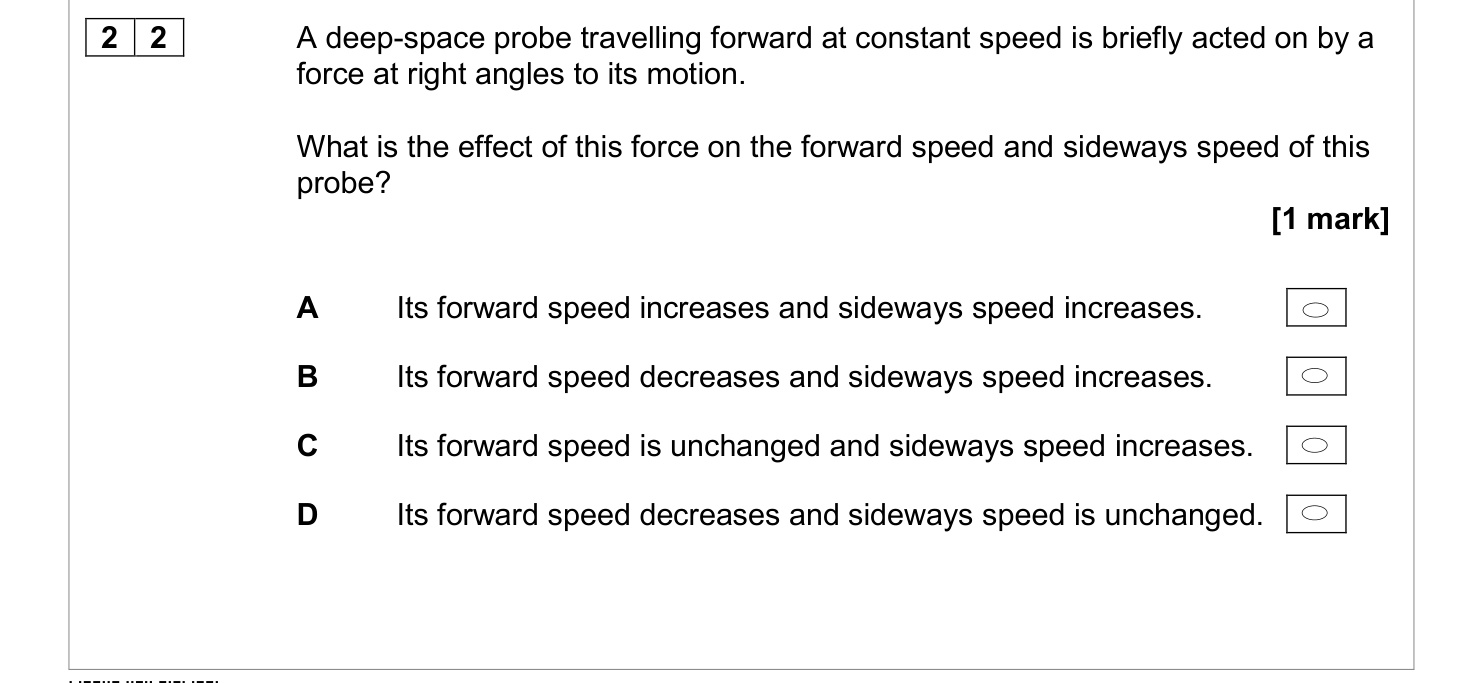 2 2
A deep-space probe travelling forward at constant speed is briefly acted on by a
force at right angles to its motion.
What is the effect of this force on the forward speed and sideways speed of this
probe?
[1 mark]
A Its forward speed increases and sideways speed increases.
B Its forward speed decreases and sideways speed increases.
C Its forward speed is unchanged and sideways speed increases.
D Its forward speed decreases and sideways speed is unchanged.